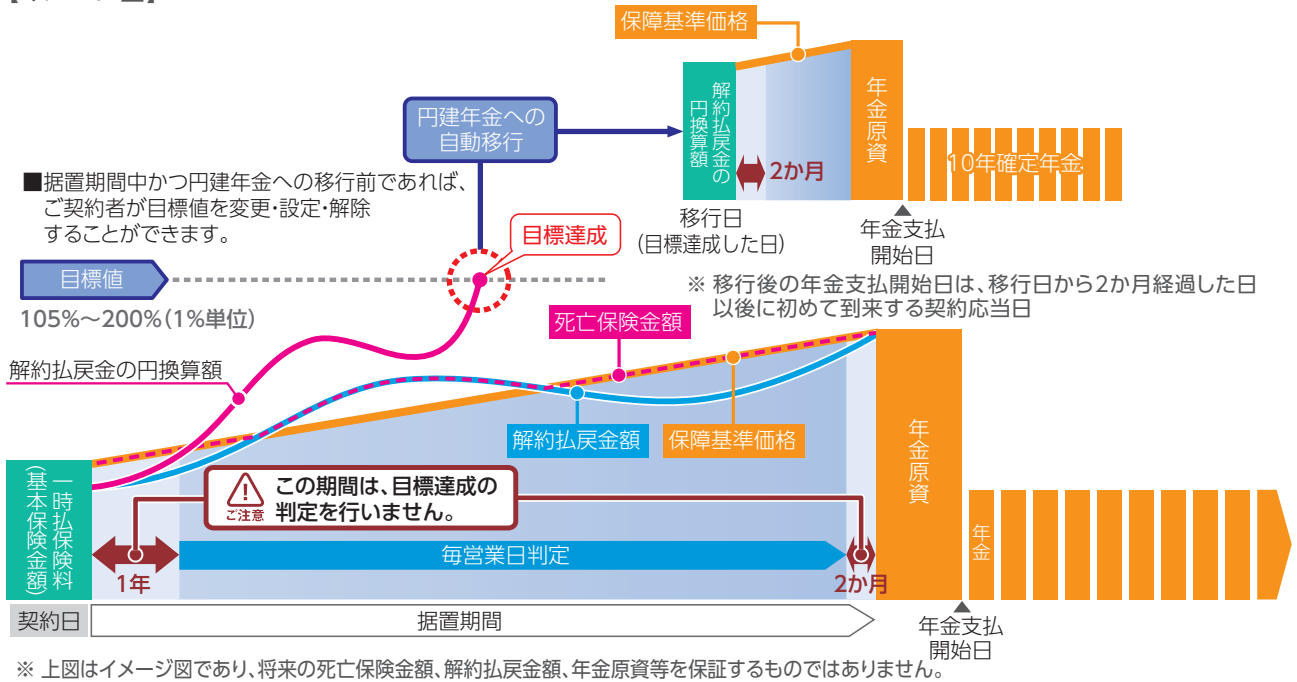 保障基準価格
解約払戻金の
円換算額
年金原資
円建年金への
自動移行
2か月
10年確定年金
■据置期間中かつ円建年金への移行前であれば、
ご契約者が目標値を変更・設定・解除
することができます。
移行日
(目標達成した日)
年金支払
開始日
目標達成
目標値
105%～200%(1%単位)
※ 移行後の年金支払開始日は、移行日から2か月経過した日
以後に初めて到来する契約応当日
死亡保険金額
解約払戻金の円換算額
解約払戻金額
保障基準価格
年金原資
一時払保険料
(基本保険金額)
ご注意
この期間は、目標達成の
判定を行いません。
年金
毎営業日判定
1年
2か月
契約日
据置期間
年金支払
開始日
※ 上図はイメージ図であり、将来の死亡保険金額、解約払戻金額、年金原資等を保証するものではありません。